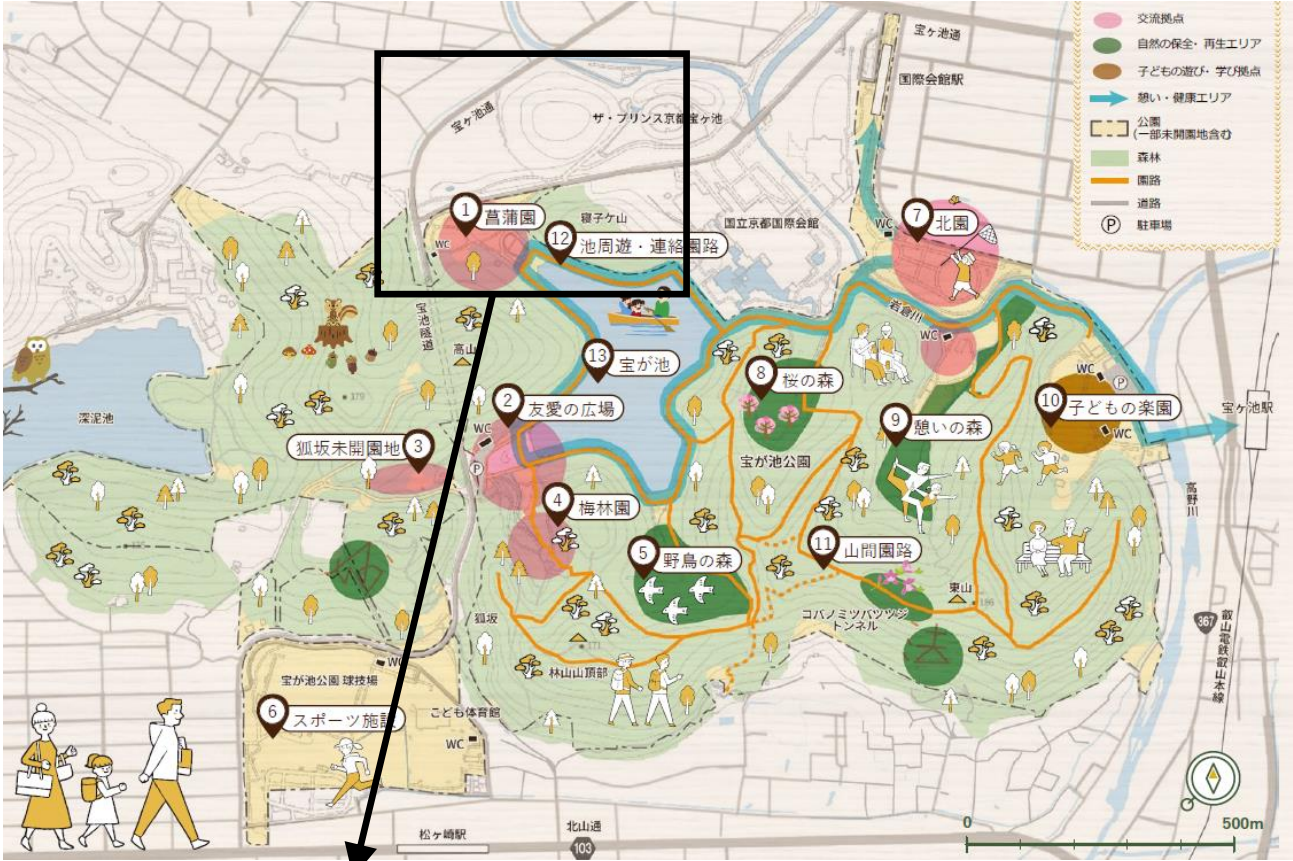 交流拠点
自然の保全・再生エリア
子どもの遊び・学び拠点
憩い・健康エリア
公園
(一部未開園地含む
森林
園路
道路
Ⓟ 駐車場
宝ヶ池通
国際会館駅
宝ヶ池通
ザ・プリンス京都宝ヶ池
1 菖蒲園
WC
寝子ケ山
12 池周遊・連絡園路
国立京都国際会館
WC
7 北園
岩倉川
WC
宝池隧道
高山
13 宝が池
379
深泥池
2 友愛の広場
WC
P
狐坂未開園地
3
8 桜の森
宝が池公園
9 憩いの森
WC
P
10 子どもの楽園
WC
宝ヶ池駅
高野川
4 梅林園
5 野鳥の森
11 山間園路
妙
狐坂
171
林山山頂部
コバノミツバツツジ
トンネル
東山
186
法
367
叡山電鉄叡山本線
WC
宝が池公園 球技場
6 スポーツ施設
こども体育館
WC
松ヶ崎駅
北山通
103
0
500m